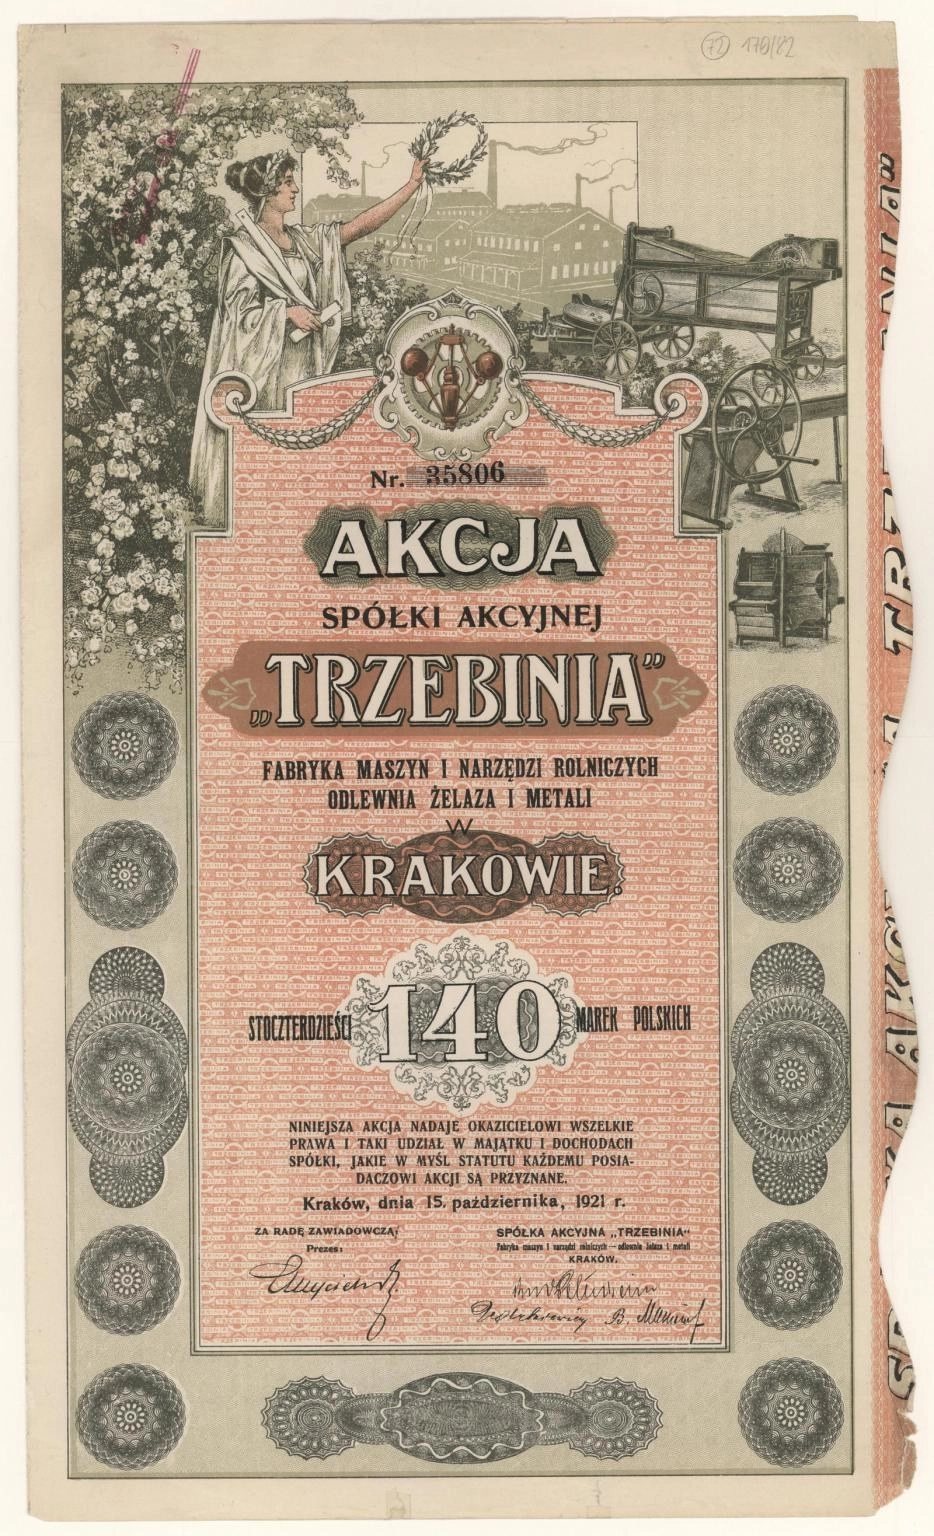 72 170/82
Nr. 35806
AKCJA
SPÓŁKI AKCYJNEJ
„TRZEBINIA”
FABRYKA MASZYN I NARZĘDZI ROLNICZYCH
ODLEWNIA ŻELAZA I METALI
W
KRAKOWIE.
STOCZTERDZIEŚCI 140 MAREK POLSKICH
NINIEJSZA AKCJA NADAJE OKAZICIELOWI WSZELKIE
PRAWA I TAKI UDZIAŁ W MAJĄTKU I DOCHODACH
SPÓŁKI, JAKIE W MYŚL STATUTU KAŻDEMU POSIA-
DACZOWI AKCJI SĄ PRZYZNANE.
Kraków, dnia 15. października, 1921 r.
ZA RADĘ ZAWIADOWCZĄ:
Prezes:
SPÓŁKA AKCYJNA „TRZEBINIA”
Fabryka maszyn i narzędzi rolniczych — odlewnia żelaza i metali
KRAKÓW.